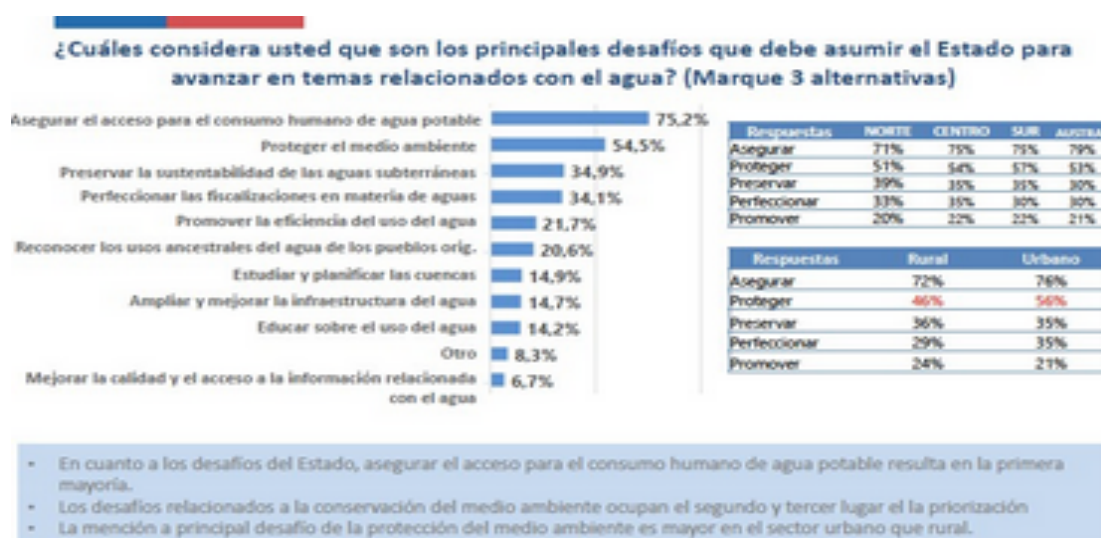 ¿Cuáles considera usted que son los principales desafíos que debe asumir el Estado para
avanzar en temas relacionados con el agua? (Marque 3 alternativas)
Asegurar el acceso para el consumo humano de agua potable 75,2%
Proteger el medio ambiente 54,5%
Preservar la sustentabilidad de las aguas subterráneas 34,9%
Perfeccionar las fiscalizaciones en materia de aguas 34,1%
Promover la eficiencia del uso del agua 21,7%
Reconocer los usos ancestrales del agua de los pueblos orig. 20,6%
Estudiar y planificar las cuencas 14,9%
Ampliar y mejorar la infraestructura del agua 14,7%
Educar sobre el uso del agua 14,2%
Otro 8,3%
Mejorar la calidad y el acceso a la información relacionada
con el agua 6,7%
Respuestas NORTE CENTRO SUR AUSTRA
Asegurar 71% 75% 75% 79%
Proteger 51% 54% 57% 53%
Preservar 39% 35% 35% 30%
Perfeccionar 33% 35% 30% 30%
Promover 20% 22% 22% 21%
Respuestas Rural Urbano
Asegurar 72% 76%
Proteger 46% 56%
Preservar 36% 35%
Perfeccionar 29% 35%
Promover 24% 21%
• En cuanto a los desafíos del Estado, asegurar el acceso para el consumo humano de agua potable resulta en la primera
mayoría.
• Los desafíos relacionados a la conservación del medio ambiente ocupan el segundo y tercer lugar el la priorización
• La mención a principal desafío de la protección del medio ambiente es mayor en el sector urbano que rural.